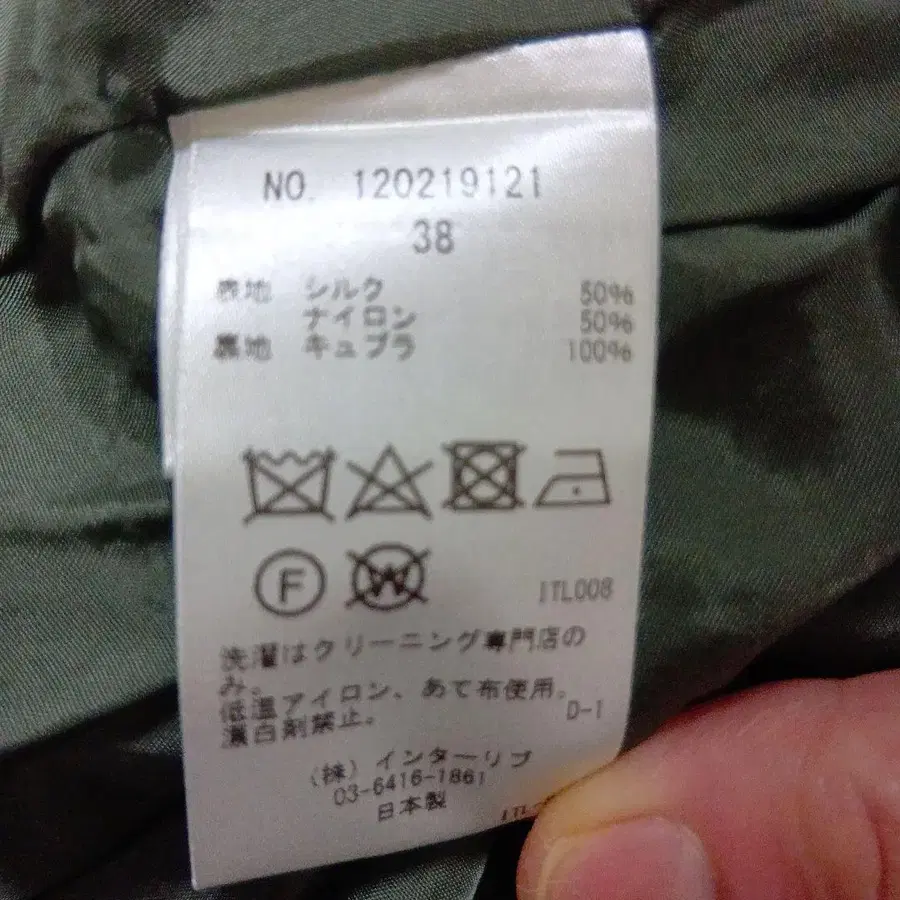 NO. 120219121
38
表地 シルク 50%
ナイロン 50%
裏地 キュプラ 100%
F W
ITL008
洗濯はクリーニング専門店の
み。
低温アイロン、あて布使用。
漂白剤禁止。 D-1
(株) インターリブ
03-6416-1861
日本製